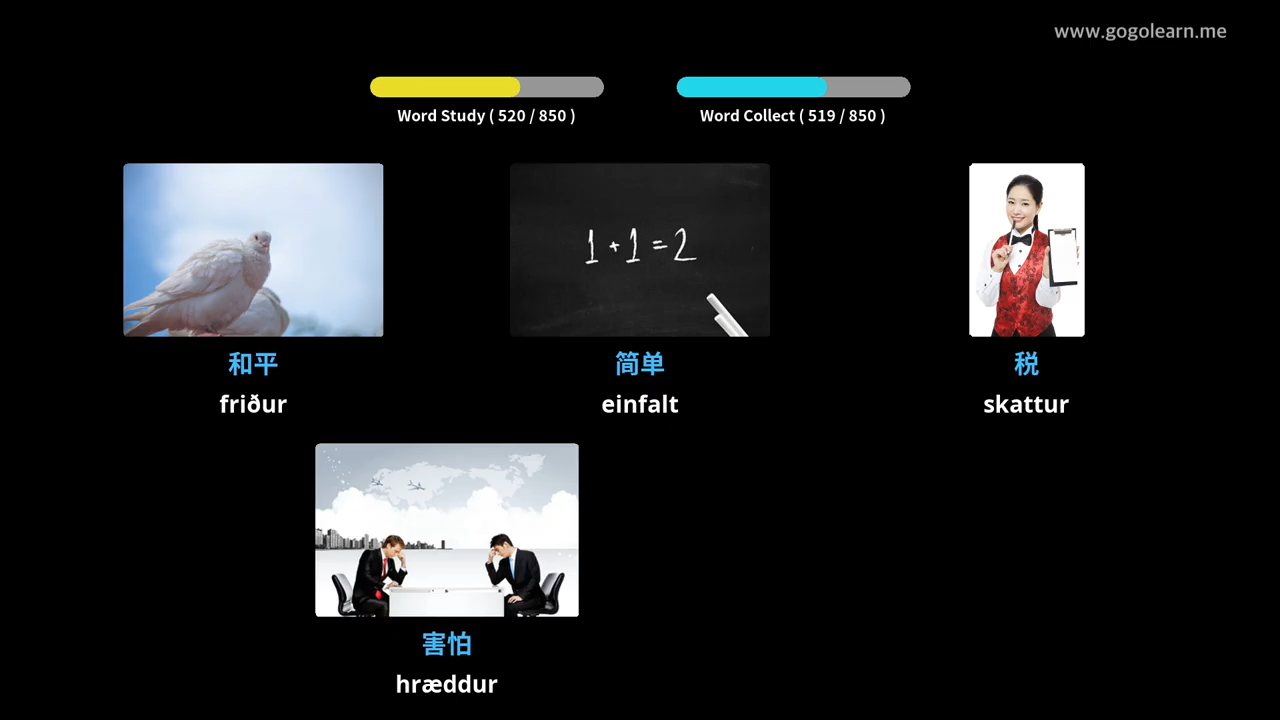 www.gogolearn.me
Word Study ( 520 / 850 )
Word Collect ( 519 / 850 )
1+1=2
和平
friður
简单
einfalt
税
skattur
害怕
hræddur